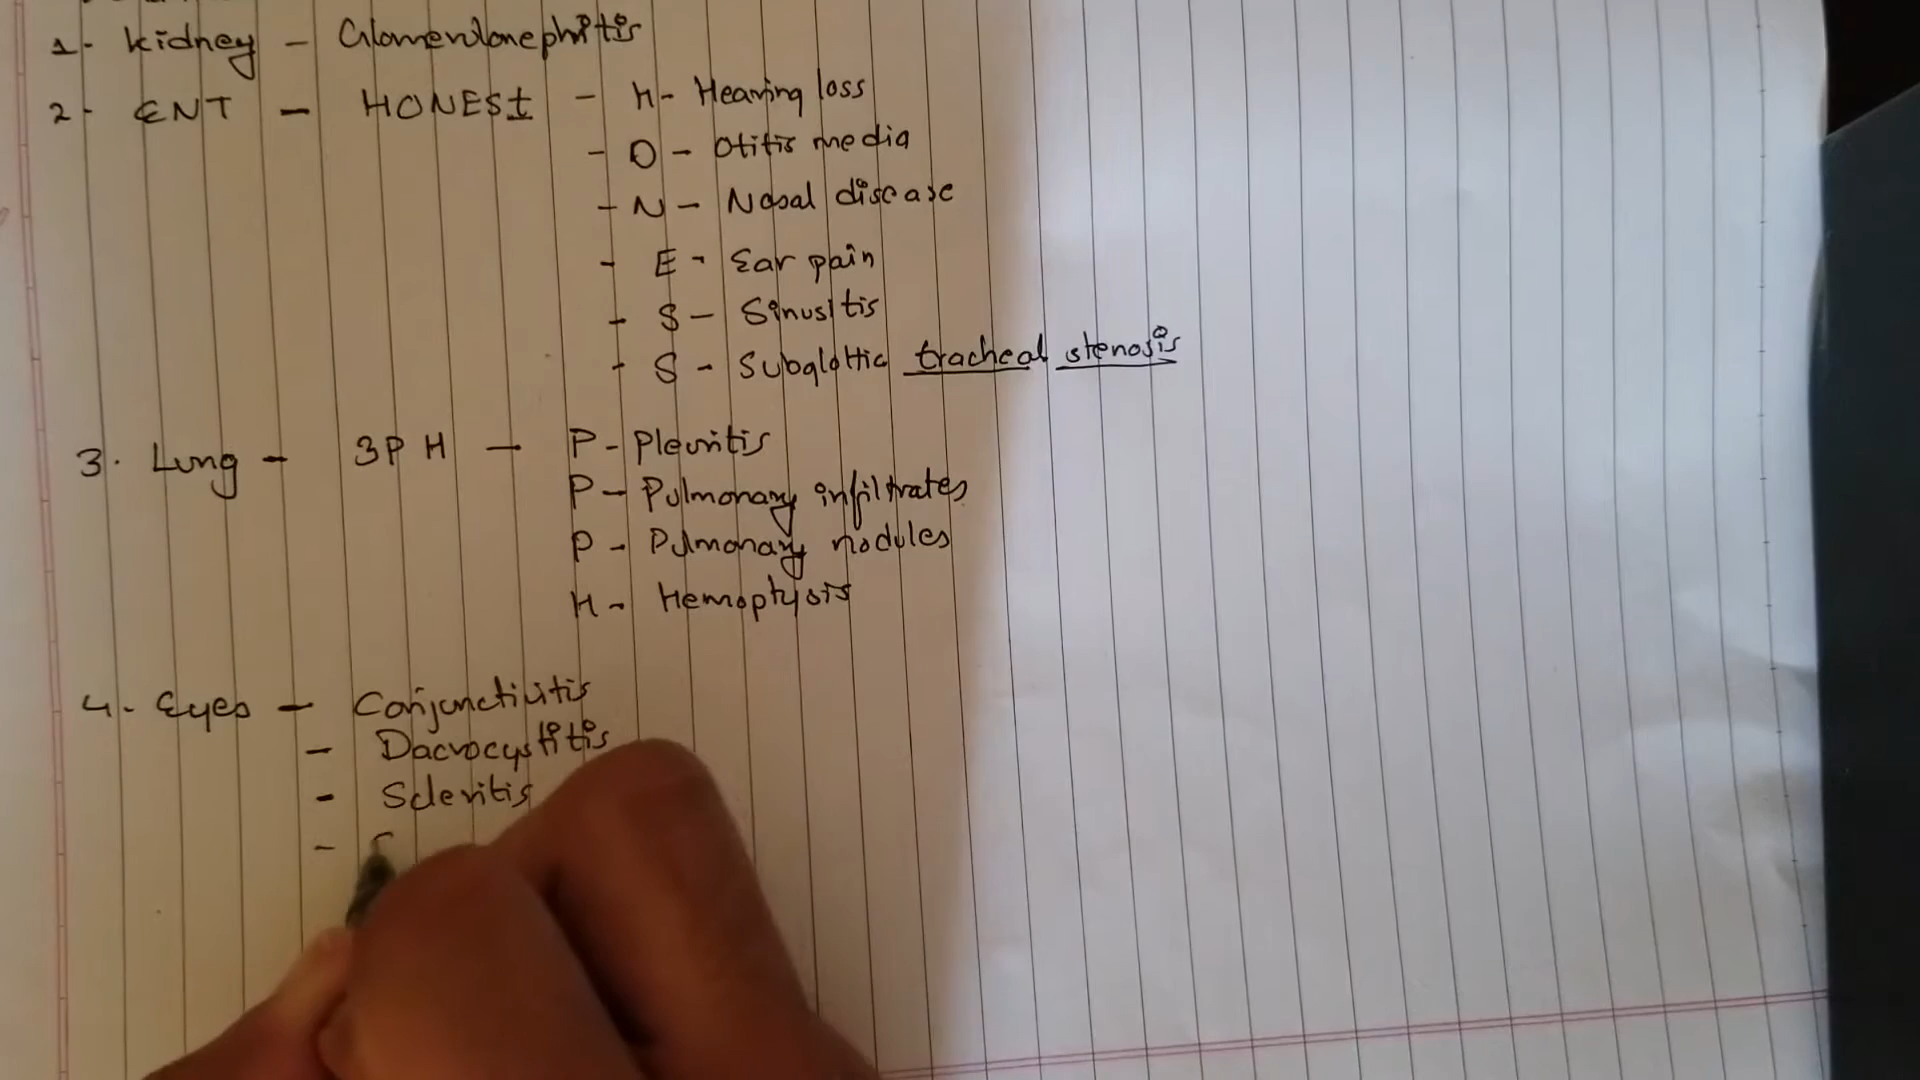 1- Kidney - Glomerulonephritis
2- ENT - HONEST - H- Hearing loss
- O - Otitis media
- N - Nasal disease
- E - Ear pain
- S - Sinusitis
- S - Subglottic tracheal stenosis
3. Lung - 3PH - P - Pleuritis
P - Pulmonary infiltrates
P - Pulmonary nodules
H - Hemoptysis
4- Eyes - Conjunctivitis
- Dacrocystitis
- Scleritis
-